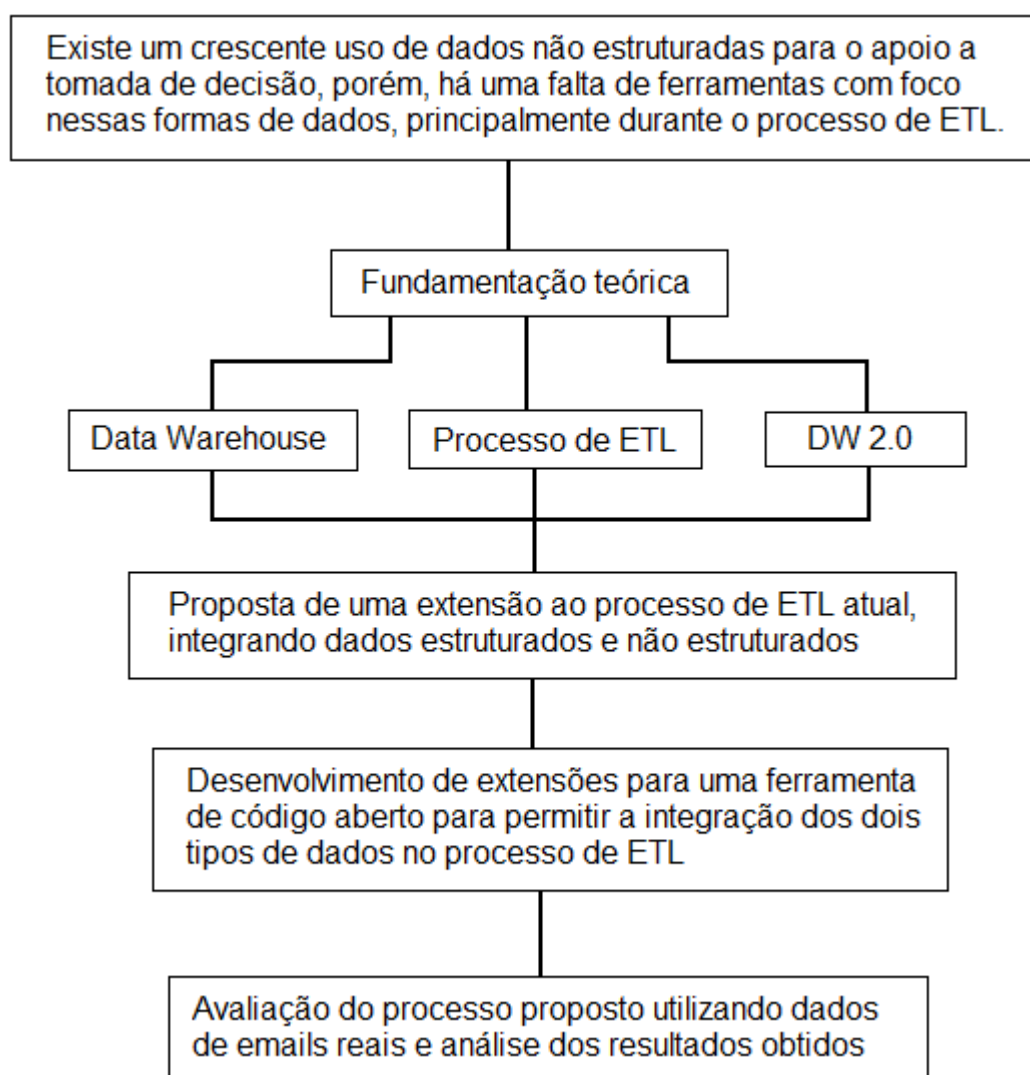 Existe um crescente uso de dados não estruturadas para o apoio a
tomada de decisão, porém, há uma falta de ferramentas com foco
nessas formas de dados, principalmente durante o processo de ETL.
Fundamentação teórica
Data Warehouse
Processo de ETL
DW 2.0
Proposta de uma extensão ao processo de ETL atual,
integrando dados estruturados e não estruturados
Desenvolvimento de extensões para uma ferramenta
de código aberto para permitir a integração dos dois
tipos de dados no processo de ETL
Avaliação do processo proposto utilizando dados
de emails reais e análise dos resultados obtidos